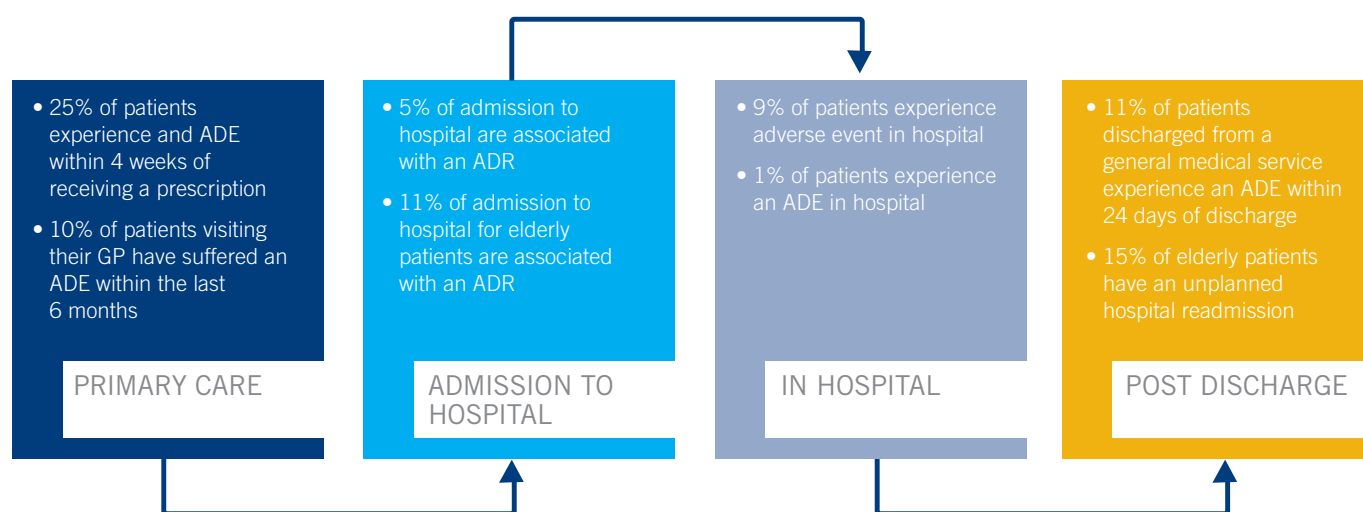 • 25% of patients
experience and ADE
within 4 weeks of
receiving a prescription
• 10% of patients visiting
their GP have suffered an
ADE within the last
6 months
PRIMARY CARE
• 5% of admission to
hospital are associated
with an ADR
• 11% of admission to
hospital for elderly
patients are associated
with an ADR
ADMISSION TO
HOSPITAL
• 9% of patients experience
adverse event in hospital
• 1% of patients experience
an ADE in hospital
IN HOSPITAL
• 11% of patients
discharged from a
general medical service
experience an ADE within
24 days of discharge
• 15% of elderly patients
have an unplanned
hospital readmission
POST DISCHARGE